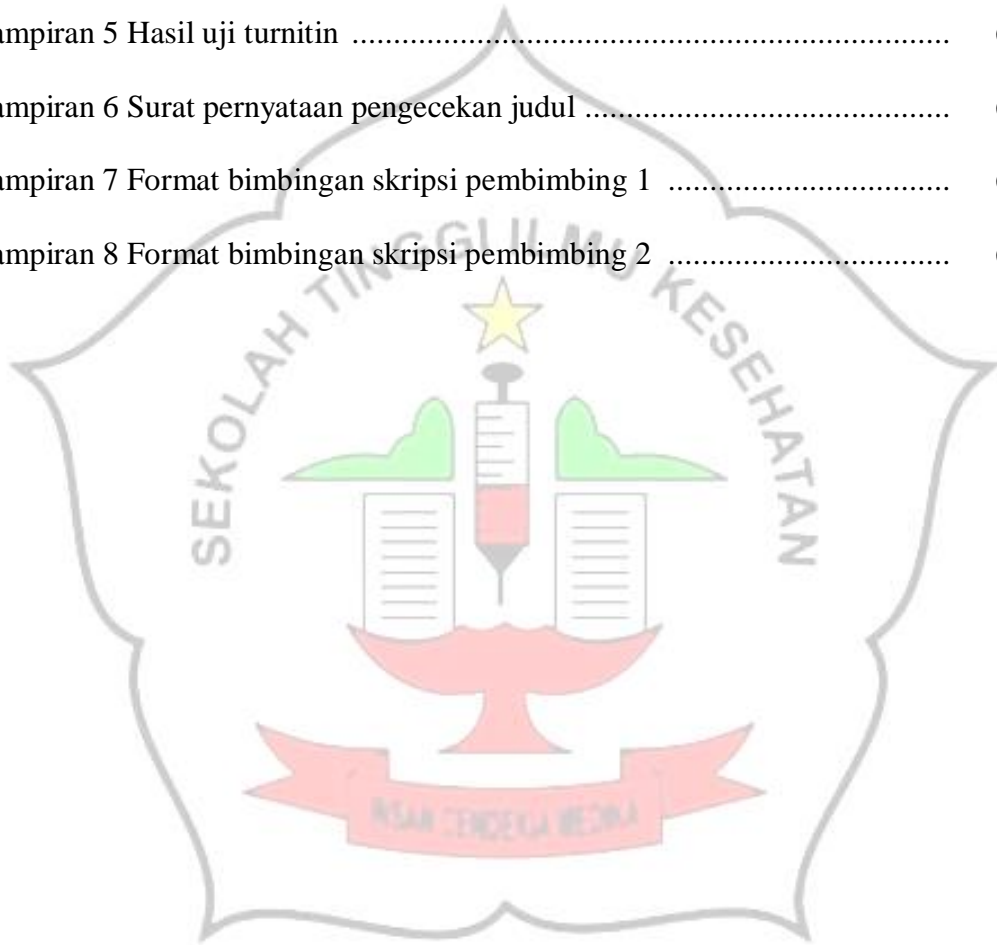 ampiran 5 Hasil uji turnitin ........................................................................
ampiran 6 Surat pernyataan pengecekan judul ............................................
ampiran 7 Format bimbingan skripsi pembimbing 1 ..................................
ampiran 8 Format bimbingan skripsi pembimbing 2 ..................................
SEKOLAH TINGGI ILMU KESEHATAN
INSAN CENDEKIA MEDIKA